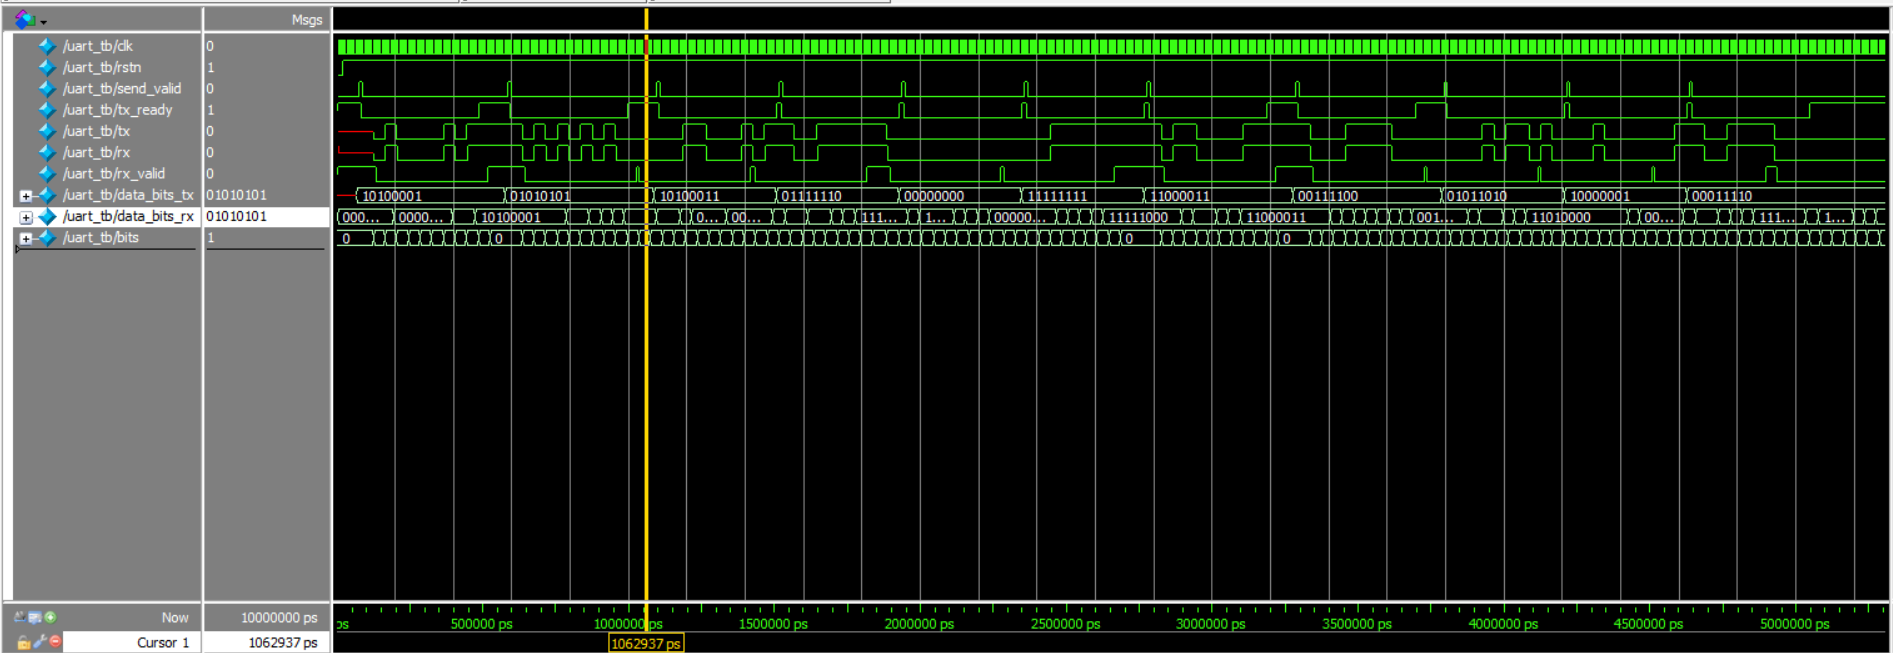 Msgs
/uart_tb/clk 0
/uart_tb/rstn 1
/uart_tb/send_valid 0
/uart_tb/tx_ready 1
/uart_tb/tx 0
/uart_tb/rx 0
/uart_tb/rx_valid 0
/uart_tb/data_bits_tx 01010101 10100001 01010101 10100011 01111110 00000000 11111111 11000011 00111100 01011010 10000001 00011110
/uart_tb/data_bits_rx 01010101 000... 0000... 10100001 0... 00... 111... 1... 00000... 11111000 11000011 001... 11010000 00... 111... 1...
/uart_tb/bits 1 0 0 0 0
Now 10000000 ps
ps 500000 ps 1000000 ps 1500000 ps 2000000 ps 2500000 ps 3000000 ps 3500000 ps 4000000 ps 4500000 ps 5000000 ps
Cursor 1 1062937 ps 1062937 ps